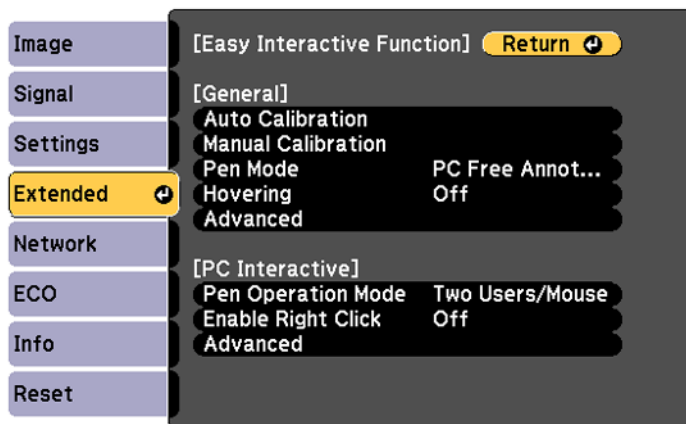 Image
Signal
Settings
Extended
Network
ECO
Info
Reset
[Easy Interactive Function] Return
[General]
Auto Calibration
Manual Calibration
Pen Mode PC Free Annot...
Hovering Off
Advanced
[PC Interactive]
Pen Operation Mode Two Users/Mouse
Enable Right Click Off
Advanced